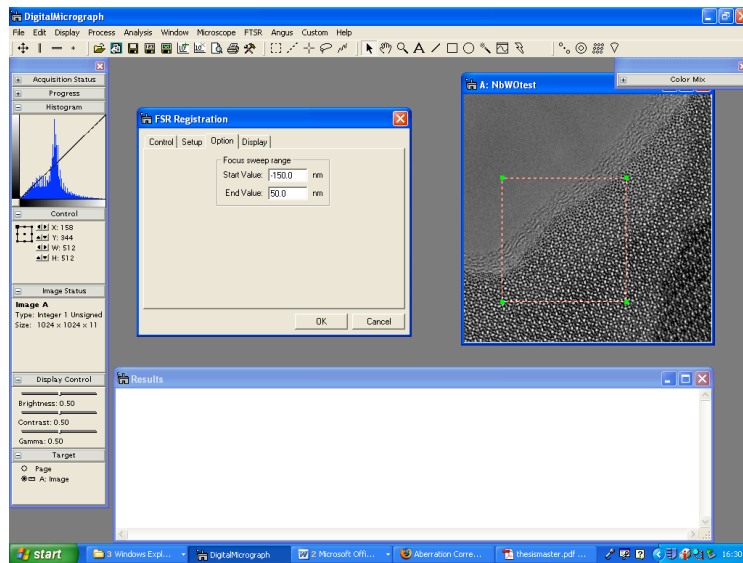 DigitalMicrograph
File Edit Display Process Analysis Window Microscope FTSR Angus Custom Help
Acquisition Status
Progress
Histogram
Control
X: 158
Y: 344
W: 512
H: 512
Image Status
Image A
Type: Integer 1 Unsigned
Size: 1024 x 1024 x 11
Display Control
Brightness: 0.50
Contrast: 0.50
Gamma: 0.50
Target
Page
A: Image
FSR Registration
Control Setup Option Display
Focus sweep range
Start Value: -150.0 nm
End Value: 50.0 nm
OK Cancel
A: NbWOtest
Color Mix
Results
start
3 Windows Expl...
DigitalMicrograph
2 Microsoft Offi...
Aberration Corre...
thesismaster.pdf ...
16:30